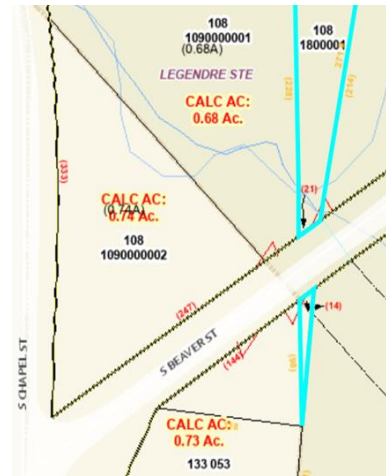 108
1090000001
(0.68A)
108
1800001
LEGENDRE STE
CALC AC:
0.68 Ac.
(228)
271
(214)
(333)
(21)
CALC AC:
(0.74A)
0.74 Ac.
108
1090000002
(247)
(14)
S BEAVER ST
(144)
S CHAPEL ST
CALC AC:
0.73 Ac.
133 053